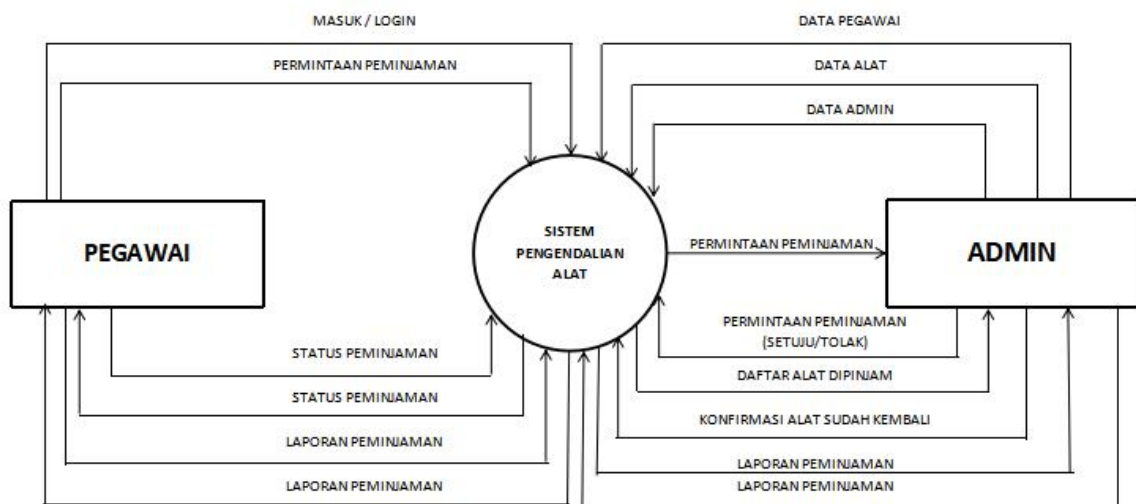 MASUK / LOGIN
DATA PEGAWAI
PERMINTAAN PEMINJAMAN
DATA ALAT
DATA ADMIN
PEGAWAI
SISTEM
PENGENDALIAN
ALAT
PERMINTAAN PEMINJAMAN
ADMIN
STATUS PEMINJAMAN
PERMINTAAN PEMINJAMAN
(SETUJU/TOLAK)
DAFTAR ALAT DIPINJAM
STATUS PEMINJAMAN
KONFIRMASI ALAT SUDAH KEMBALI
LAPORAN PEMINJAMAN
LAPORAN PEMINJAMAN
LAPORAN PEMINJAMAN
LAPORAN PEMINJAMAN